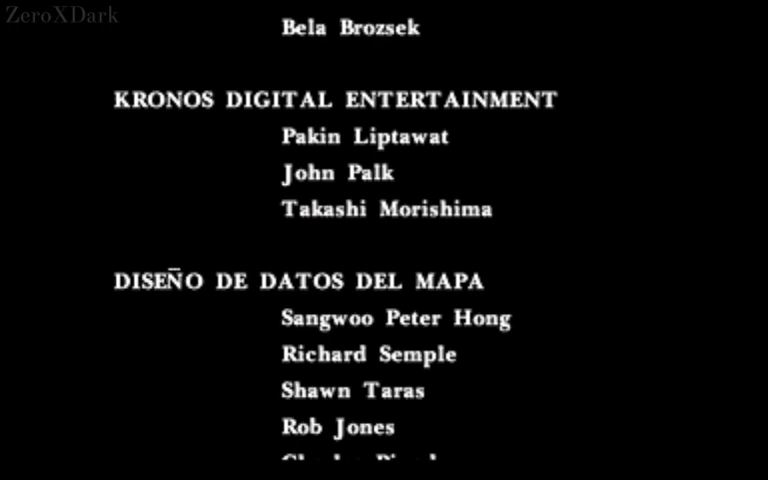 ZeroXDark
Bela Brozsek
KRONOS DIGITAL ENTERTAINMENT
Pakin Liptawat
John Palk
Takashi Morishima
DISEÑO DE DATOS DEL MAPA
Sangwoo Peter Hong
Richard Semple
Shawn Taras
Rob Jones